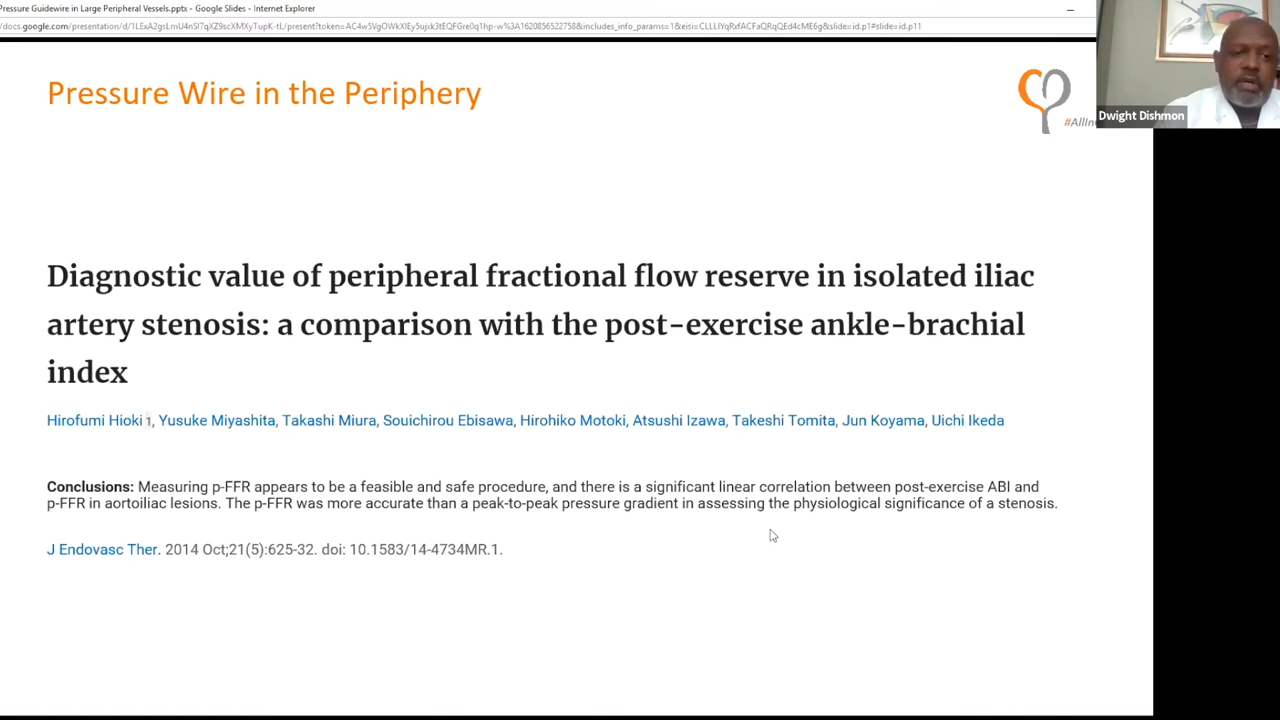 Pressure Guidewire in Large Peripheral Vessels.pptx - Google Slides - Internet Explorer
Pressure Wire in the Periphery
#AllIn
Dwight Dishmon
Diagnostic value of peripheral fractional flow reserve in isolated iliac
artery stenosis: a comparison with the post-exercise ankle-brachial
index
Hirofumi Hioki 1, Yusuke Miyashita, Takashi Miura, Souichirou Ebisawa, Hirohiko Motoki, Atsushi Izawa, Takeshi Tomita, Jun Koyama, Uichi Ikeda
Conclusions: Measuring p-FFR appears to be a feasible and safe procedure, and there is a significant linear correlation between post-exercise ABI and
p-FFR in aortoiliac lesions. The p-FFR was more accurate than a peak-to-peak pressure gradient in assessing the physiological significance of a stenosis.
J Endovasc Ther. 2014 Oct;21(5):625-32. doi: 10.1583/14-4734MR.1.